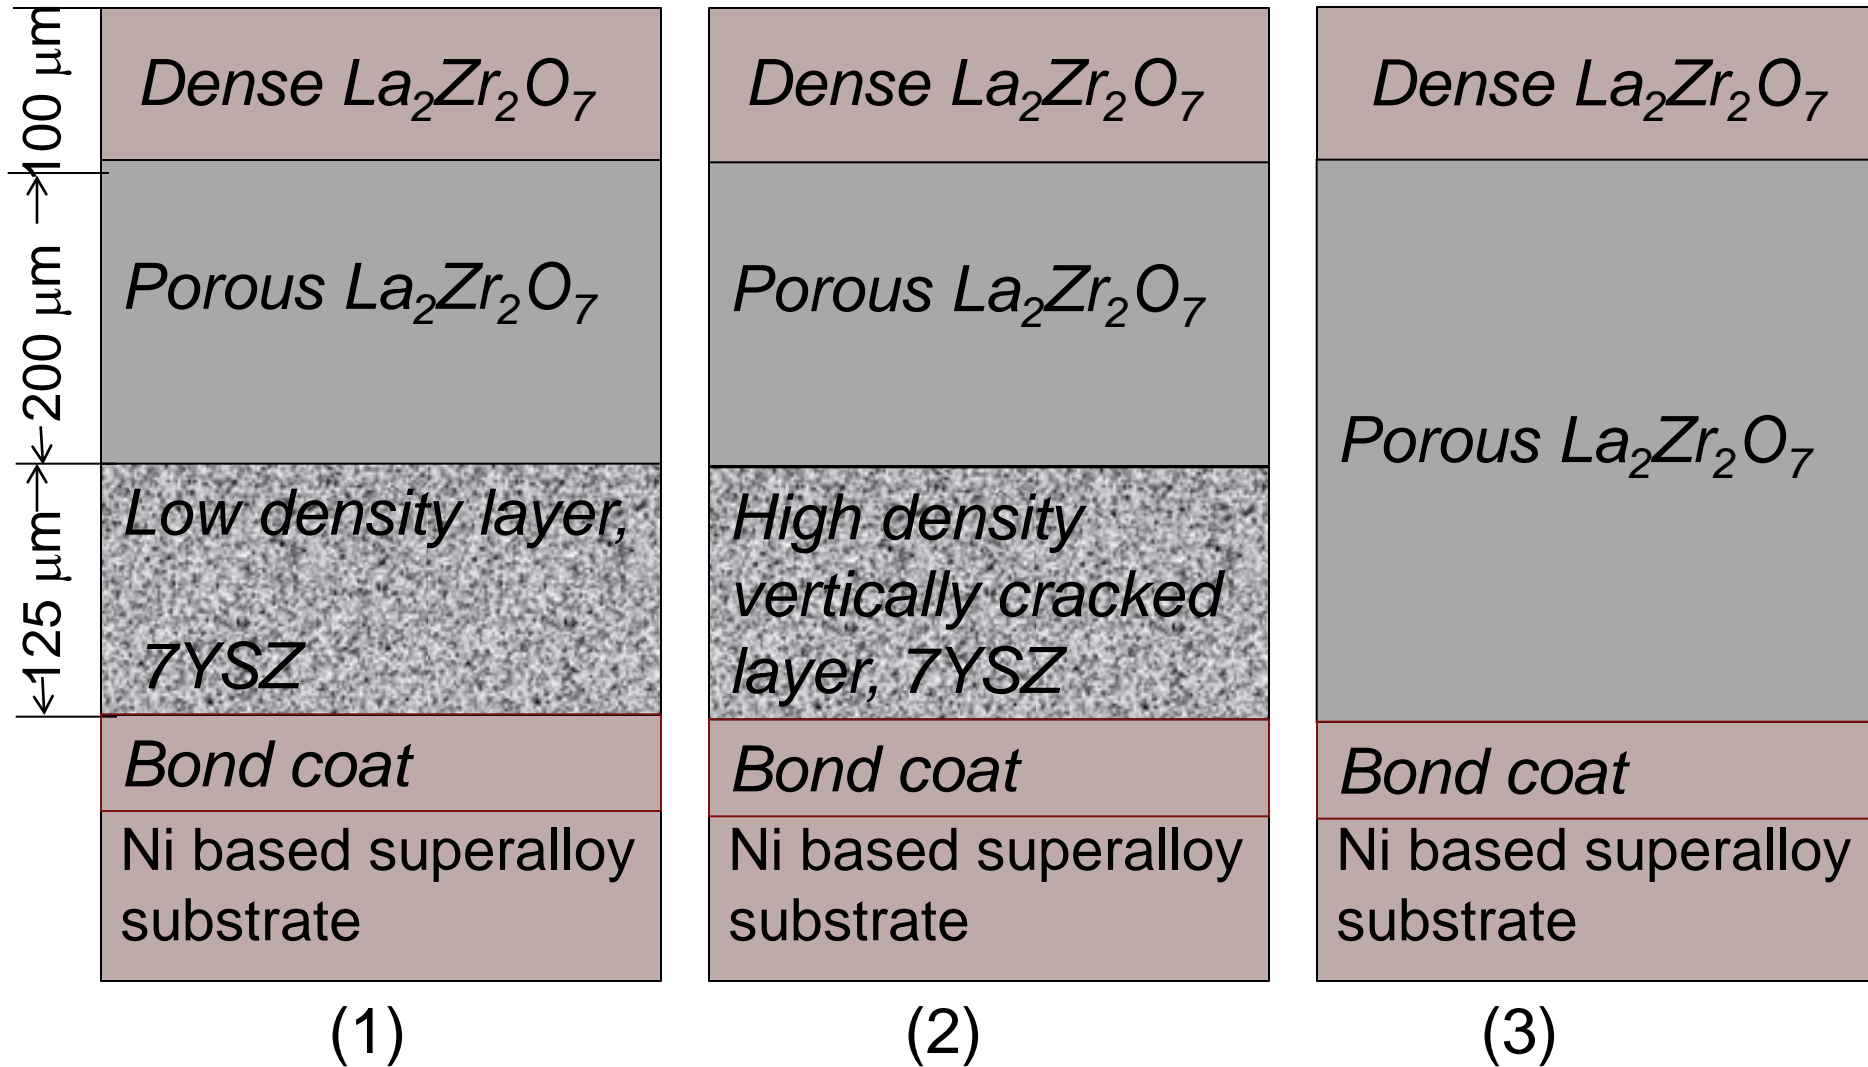 100 μm
200 μm
125 μm
Dense La₂Zr₂O₇
Porous La₂Zr₂O₇
Low density layer,
7YSZ
Bond coat
Ni based superalloy
substrate
(1)
Dense La₂Zr₂O₇
Porous La₂Zr₂O₇
High density
vertically cracked
layer, 7YSZ
Bond coat
Ni based superalloy
substrate
(2)
Dense La₂Zr₂O₇
Porous La₂Zr₂O₇
Bond coat
Ni based superalloy
substrate
(3)